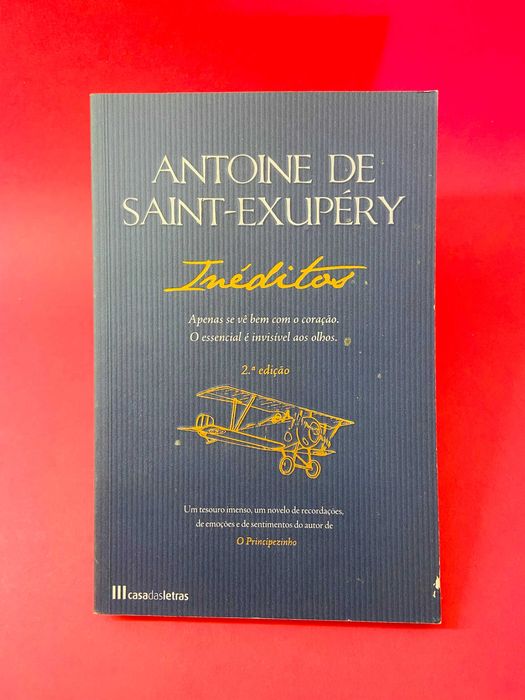 ANTOINE DE
SAINT-EXUPÉRY
Inéditos
Apenas se vê bem com o coração.
O essencial é invisível aos olhos.
2.ª edição
Um tesouro imenso, um novelo de recordações,
de emoções e de sentimentos do autor de
O Principezinho
casadasletras